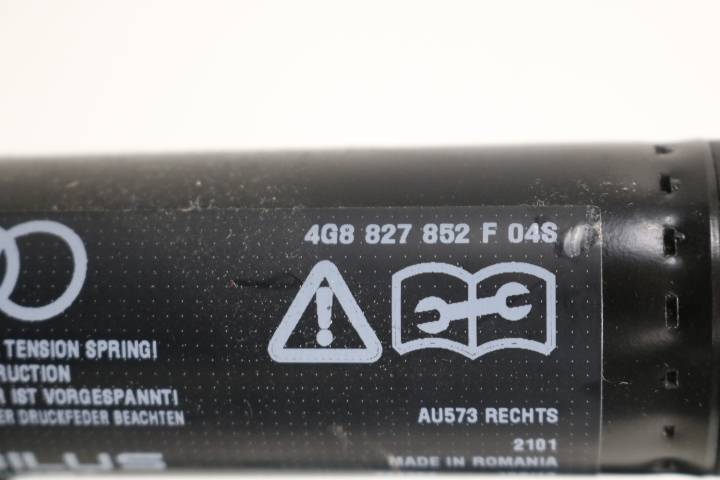 4G8 827 852 F 04S
TENSION SPRING!
RUCTION
R IST VORGESPANNT!
ER DRUCKFEDER BEACHTEN
AU573 RECHTS
2101
MADE IN ROMANIA